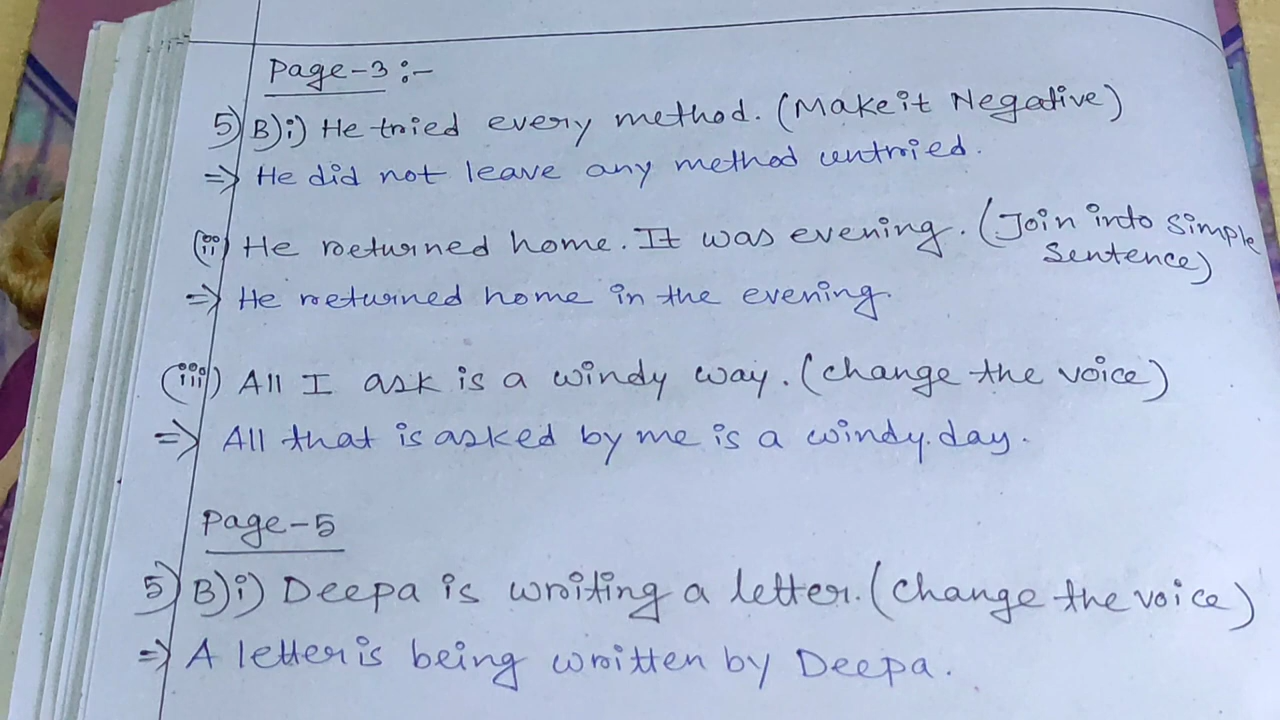 Page-3:-
5) B) i) He tried every method. (Make it Negative)
=> He did not leave any method untried.
(ii) He returned home. It was evening. (Join into simple
sentence)
=> He returned home in the evening.
(iii) All I ask is a windy way. (change the voice)
=> All that is asked by me is a windy.day.
Page-5
5) B) i) Deepa is writing a letter. (Change the voice)
=> A letter is being written by Deepa.